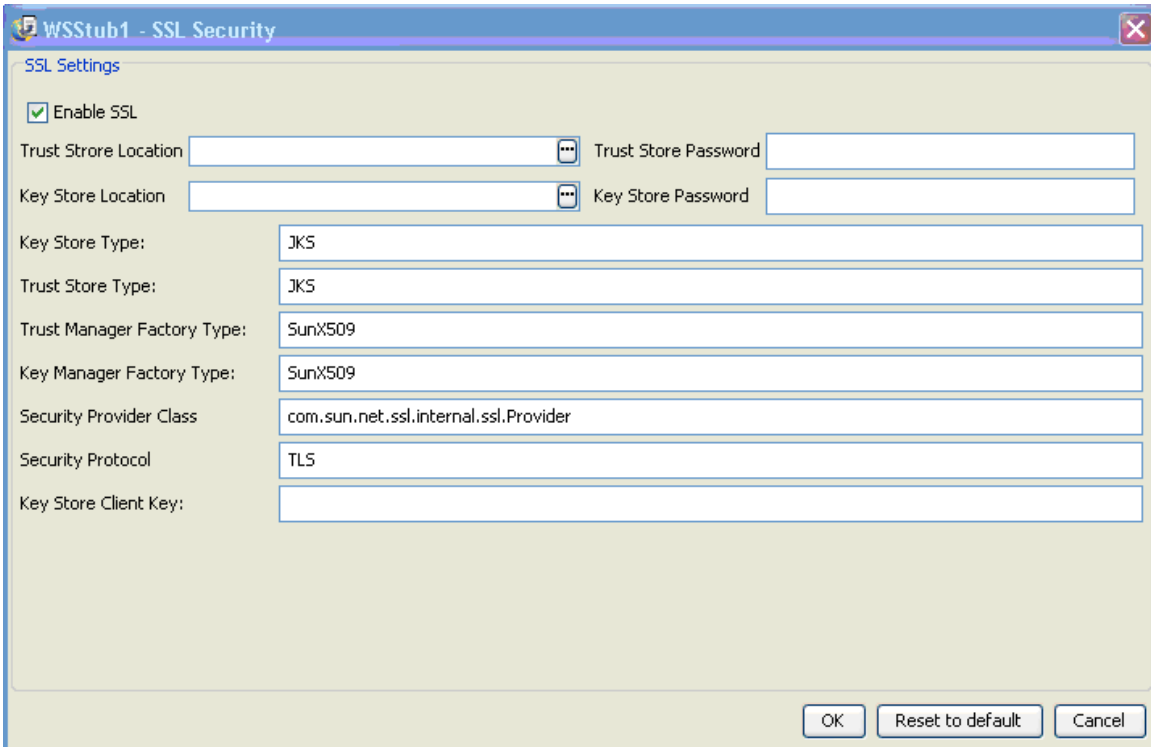 WSStub1 - SSL Security
SSL Settings
Enable SSL
Trust Strore Location Trust Store Password
Key Store Location Key Store Password
Key Store Type: JKS
Trust Store Type: JKS
Trust Manager Factory Type: SunX509
Key Manager Factory Type: SunX509
Security Provider Class com.sun.net.ssl.internal.ssl.Provider
Security Protocol TLS
Key Store Client Key:
OK Reset to default Cancel